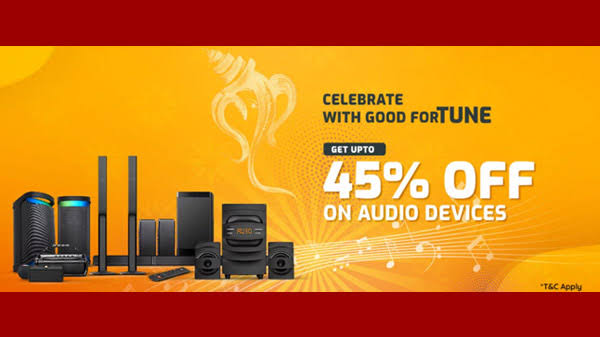 CELEBRATE
WITH GOOD FORTUNE
GET UPTO
45% OFF
ON AUDIO DEVICES
*T&C Apply